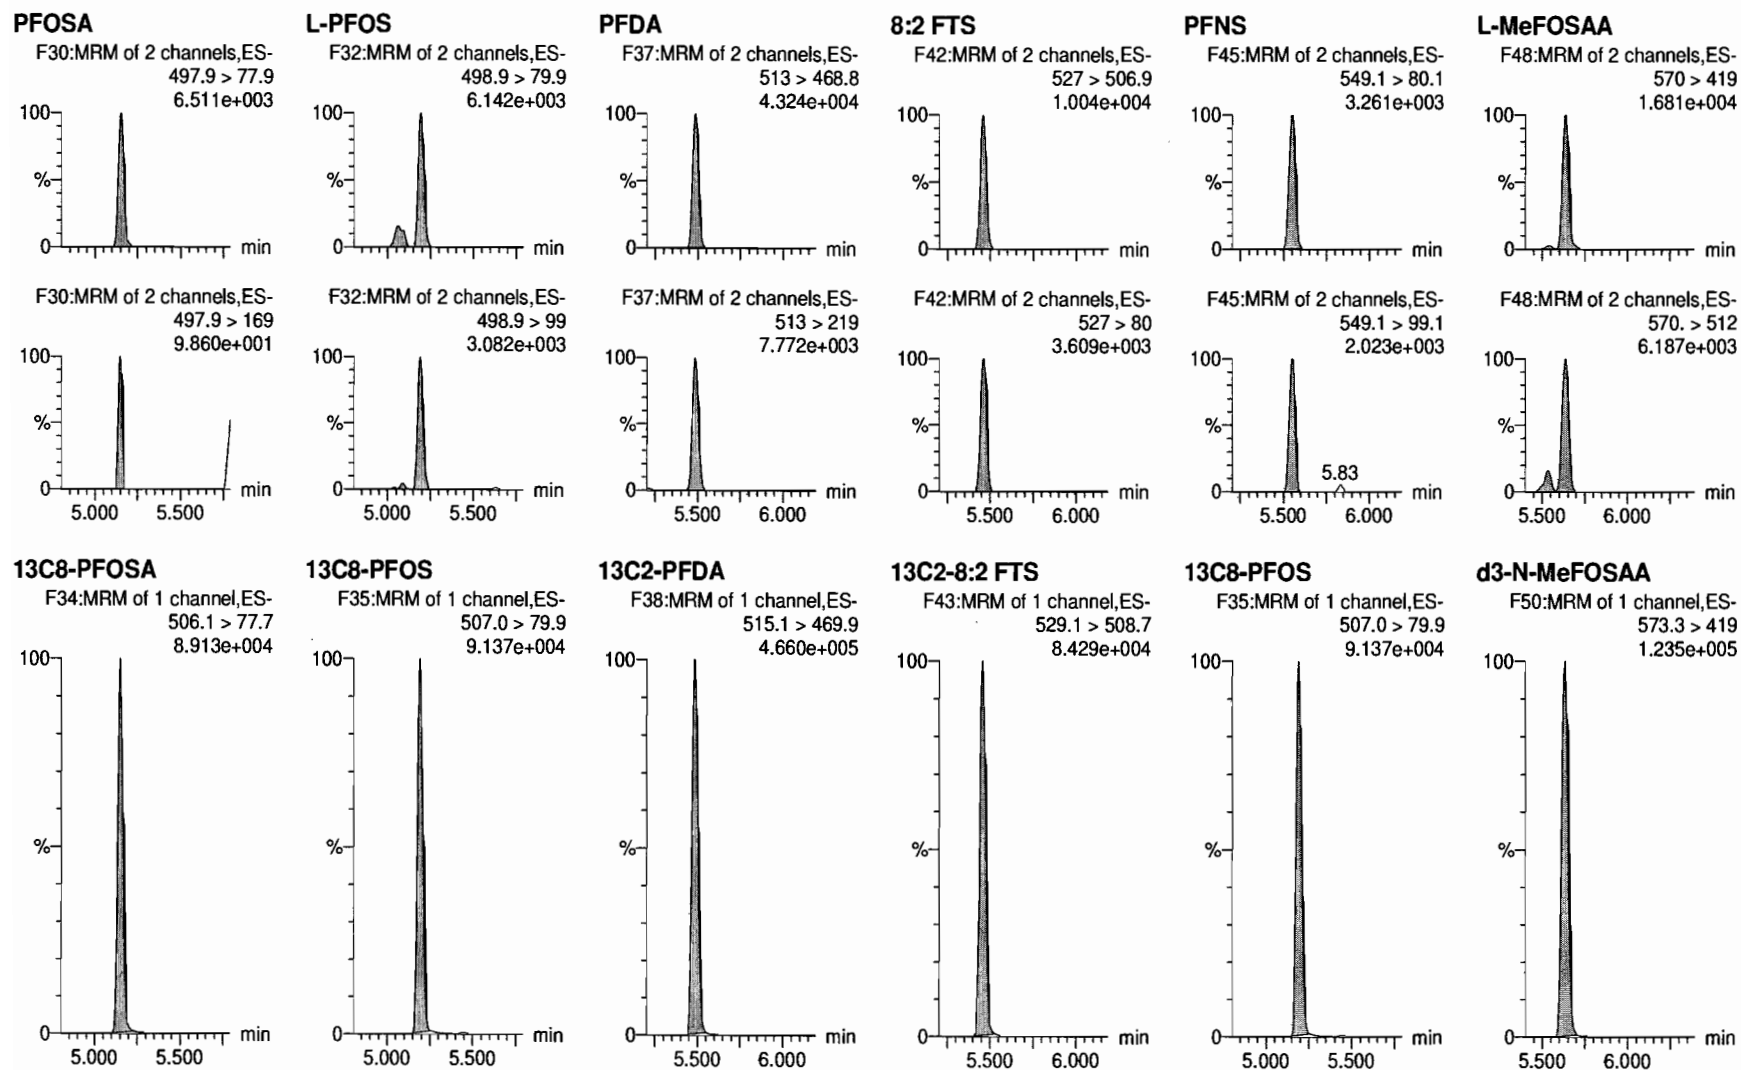 PFOSA
F30:MRM of 2 channels,ES-
497.9 > 77.9
6.511e+003
100
%
0
min
L-PFOS
F32:MRM of 2 channels,ES-
498.9 > 79.9
6.142e+003
100
%
0
min
PFDA
F37:MRM of 2 channels,ES-
513 > 468.8
4.324e+004
100
%
0
min
8:2 FTS
F42:MRM of 2 channels,ES-
527 > 506.9
1.004e+004
100
%
0
min
PFNS
F45:MRM of 2 channels,ES-
549.1 > 80.1
3.261e+003
100
%
0
min
L-MeFOSAA
F48:MRM of 2 channels,ES-
570 > 419
1.681e+004
100
%
0
min
F30:MRM of 2 channels,ES-
497.9 > 169
9.860e+001
100
%
0
min
5.000 5.500
F32:MRM of 2 channels,ES-
498.9 > 99
3.082e+003
100
%
0
min
5.000 5.500
F37:MRM of 2 channels,ES-
513 > 219
7.772e+003
100
%
0
min
5.500 6.000
F42:MRM of 2 channels,ES-
527 > 80
3.609e+003
100
%
0
min
5.500 6.000
F45:MRM of 2 channels,ES-
549.1 > 99.1
2.023e+003
100
%
5.83
0
min
5.500 6.000
F48:MRM of 2 channels,ES-
570. > 512
6.187e+003
100
%
0
min
5.500 6.000
13C8-PFOSA
F34:MRM of 1 channel,ES-
506.1 > 77.7
8.913e+004
100
%
0
min
5.000 5.500
13C8-PFOS
F35:MRM of 1 channel,ES-
507.0 > 79.9
9.137e+004
100
%
0
min
5.000 5.500
13C2-PFDA
F38:MRM of 1 channel,ES-
515.1 > 469.9
4.660e+005
100
%
0
min
5.500 6.000
13C2-8:2 FTS
F43:MRM of 1 channel,ES-
529.1 > 508.7
8.429e+004
100
%
0
min
5.500 6.000
13C8-PFOS
F35:MRM of 1 channel,ES-
507.0 > 79.9
9.137e+004
100
%
0
min
5.000 5.500
d3-N-MeFOSAA
F50:MRM of 1 channel,ES-
573.3 > 419
1.235e+005
100
%
0
min
5.500 6.000